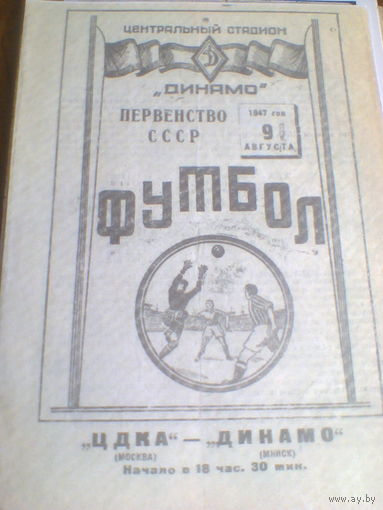 ЦЕНТРАЛЬНЫЙ СТАДИОН
Д
„ДИНАМО"
ПЕРВЕНСТВО
СССР
1947 год
9
АВГУСТА
ФУТБОЛ
„ЦДКА“ — „ДИНАМО“
(МОСКВА) (МИНСК)
Начало в 18 час. 30 мин.
www.ay.by